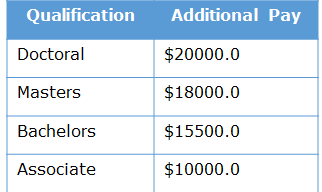 Qualification Additional Pay
Doctoral $20000.0
Masters $18000.0
Bachelors $15500.0
Associate $10000.0